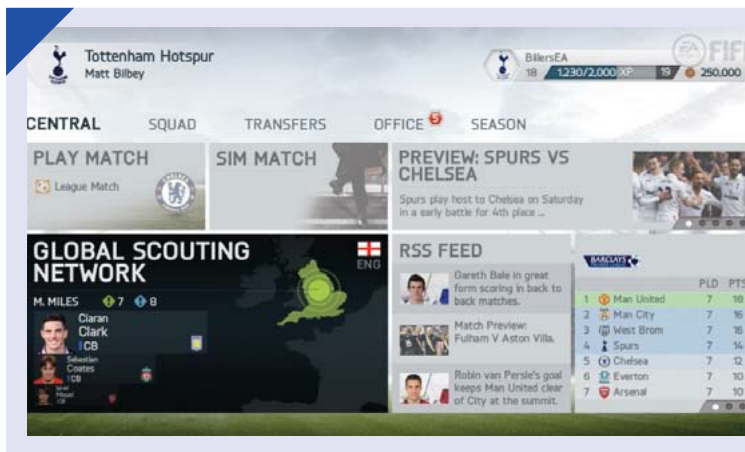 Tottenham Hotspur
Matt Bilbey
BillersEA
18 1.230/2.000 XP 19 250.000
EA FIF
CENTRAL SQUAD TRANSFERS OFFICE 5 SEASON
PLAY MATCH
League Match
SIM MATCH
PREVIEW: SPURS VS
CHELSEA
Spurs play host to Chelsea on Saturday
in a early battle for 4th place ...
GLOBAL SCOUTING
NETWORK
ENG
M. MILES 7 8
Ciaran
Clark
CB
Sebastian
Coates
CB
Miquel
RSS FEED
Gareth Bale in great
form scoring in back to
back matches.
Match Preview:
Fulham V Aston Villa.
Robin van Persie's goal
keeps Man United clear
of City at the summit.
BARCLAYS
PLD PTS
1 Man United 7 18
2 Man City 7 16
3 West Brom 7 16
4 Spurs 7 14
5 Chelsea 7 12
6 Everton 7 10
7 Arsenal 7 10